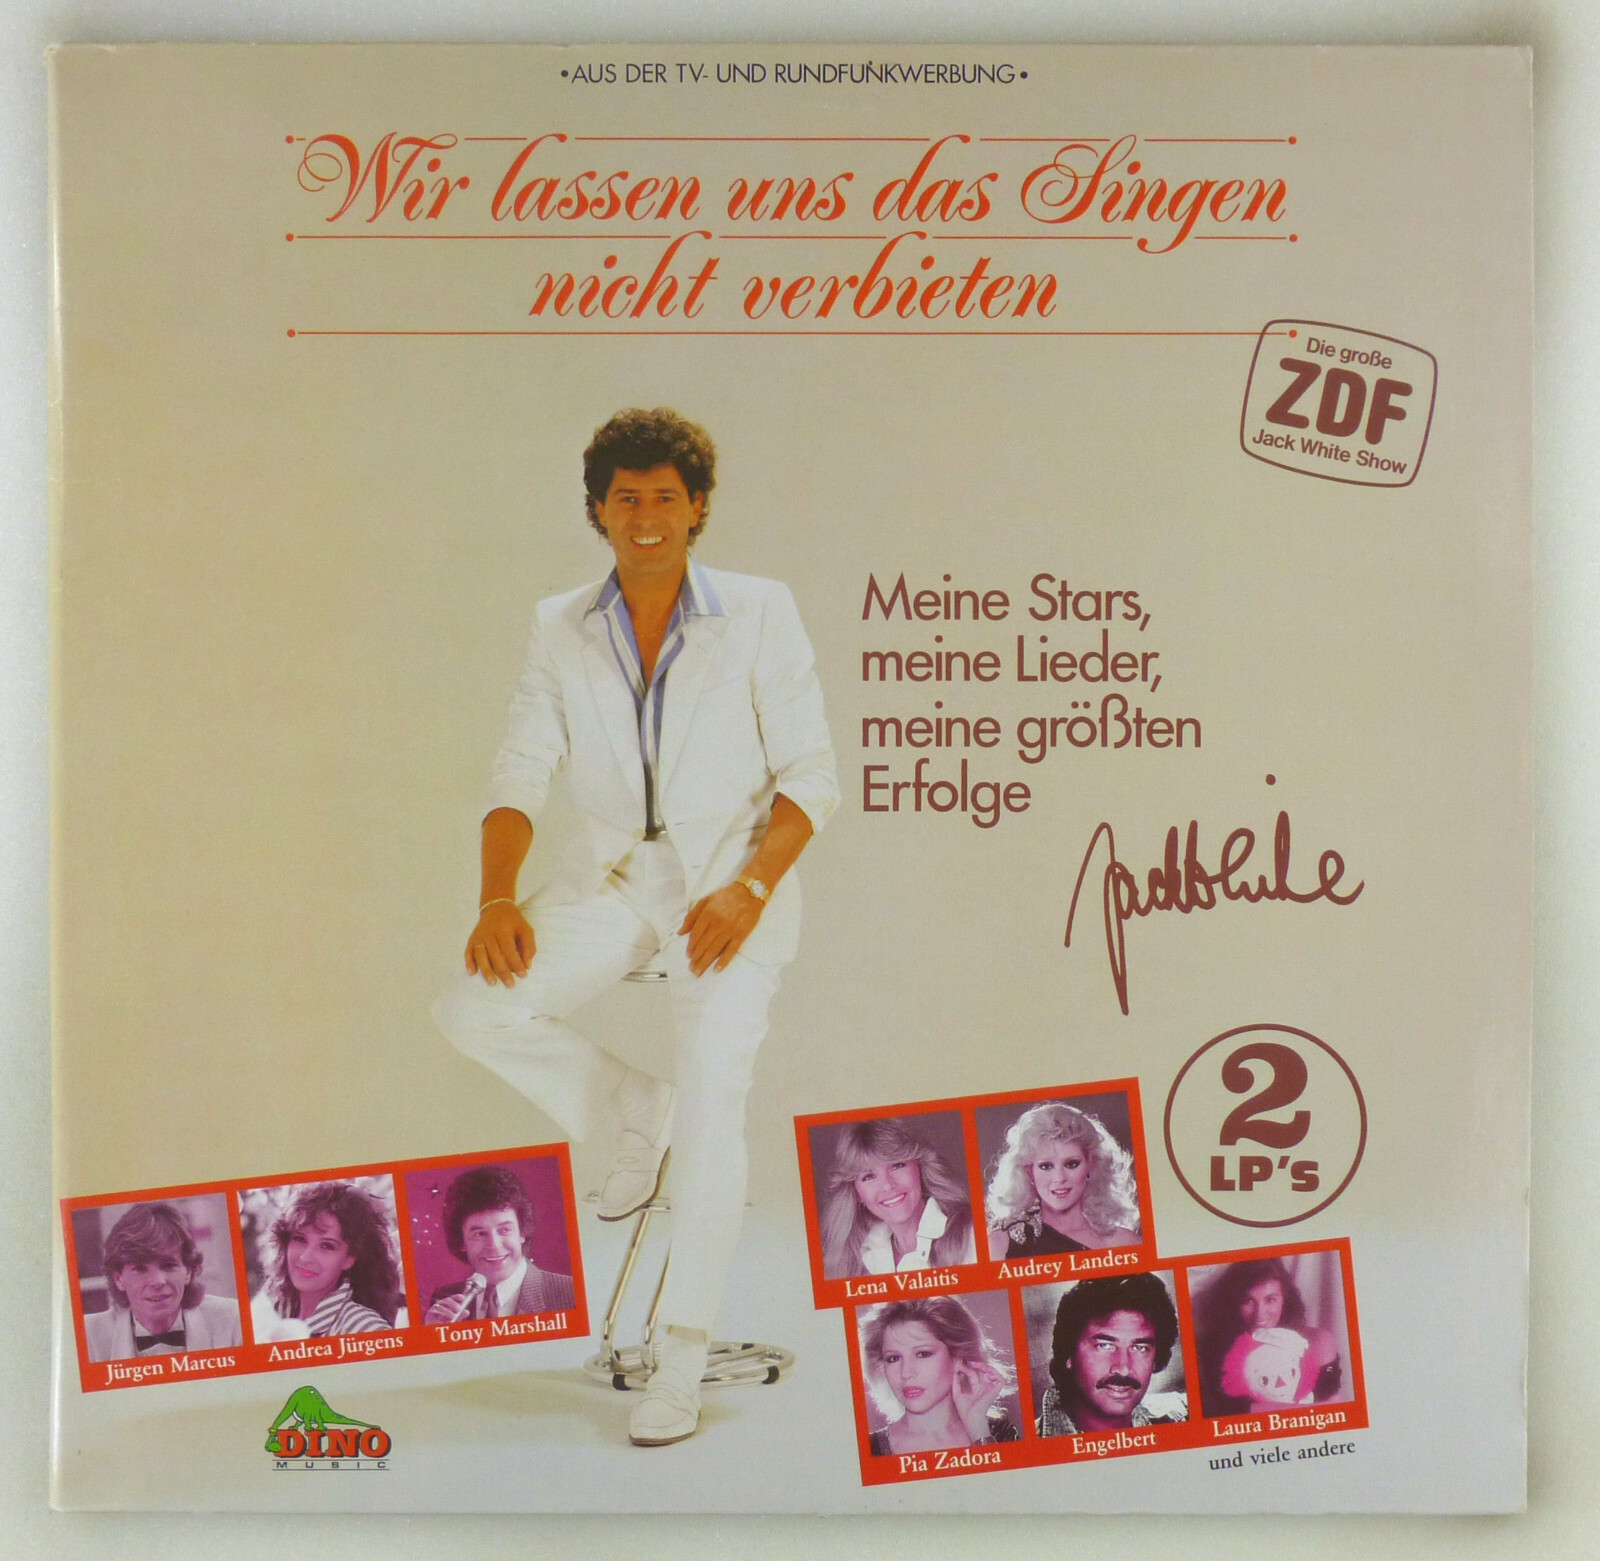 •AUS DER TV- UND RUNDFUNKWERBUNG•
Wir lassen uns das Singen
nicht verbieten
Die große
ZDF
Jack White Show
Meine Stars,
meine Lieder,
meine größten
Erfolge
Jack White
2
LP's
Lena Valaitis
Audrey Landers
Jürgen Marcus
Andrea Jürgens
Tony Marshall
Pia Zadora
Engelbert
Laura Branigan
und viele andere
DINO
MUSIC